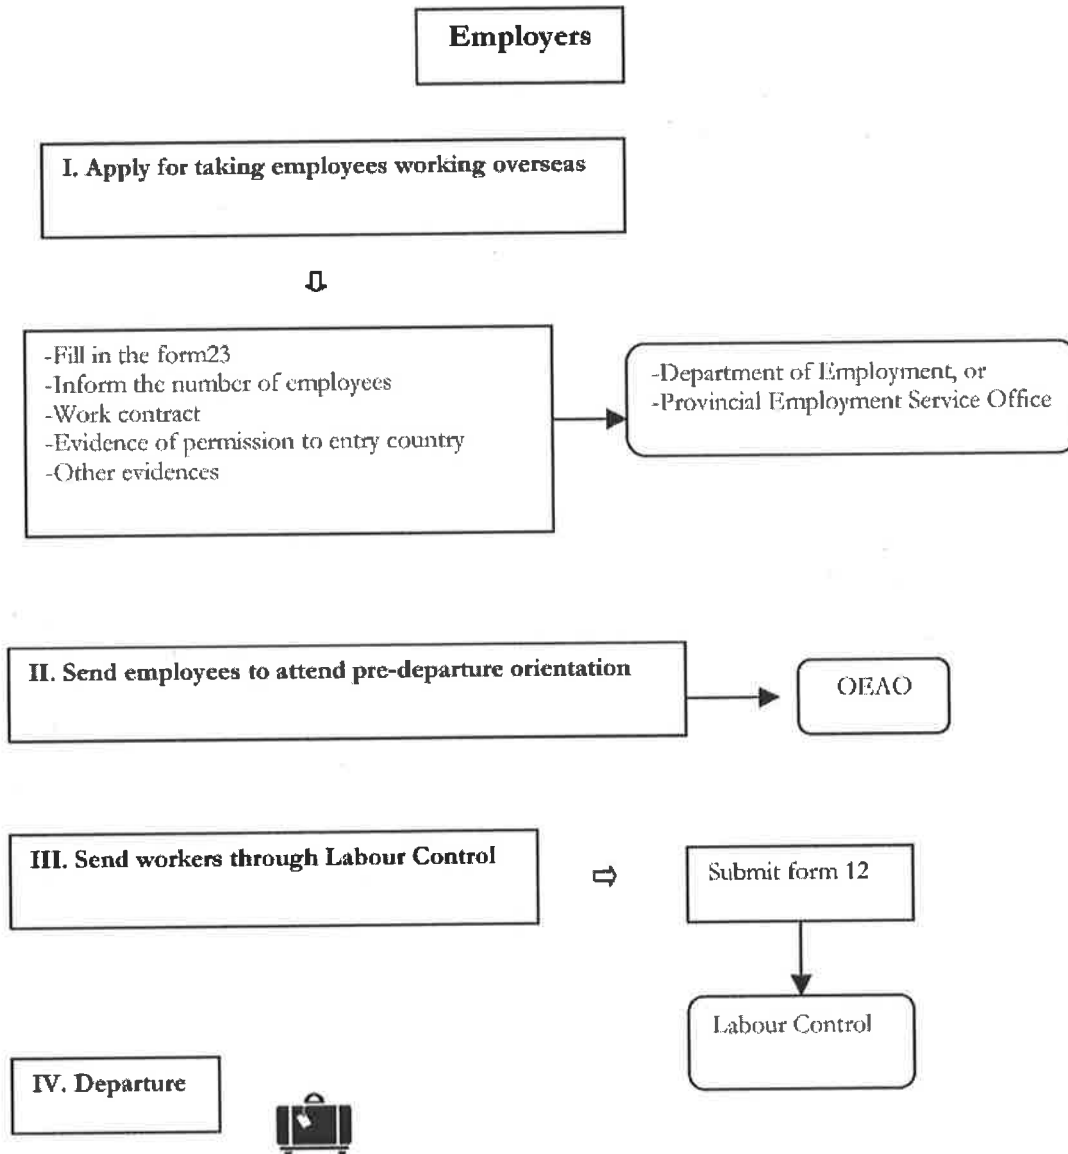 Employers
I. Apply for taking employees working overseas
-Fill in the form23
-Inform the number of employees
-Work contract
-Evidence of permission to entry country
-Other evidences
-Department of Employment, or
-Provincial Employment Service Office
II. Send employees to attend pre-departure orientation
OEAO
III. Send workers through Labour Control
Submit form 12
Labour Control
IV. Departure